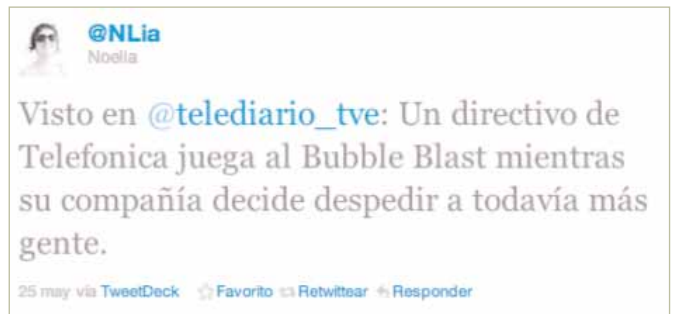 @NLia
Noelia
Visto en @telediario_tve: Un directivo de
Telefonica juega al Bubble Blast mientras
su compañía decide despedir a todavía más
gente.
25 may vía TweetDeck Favorito Retwittear Responder